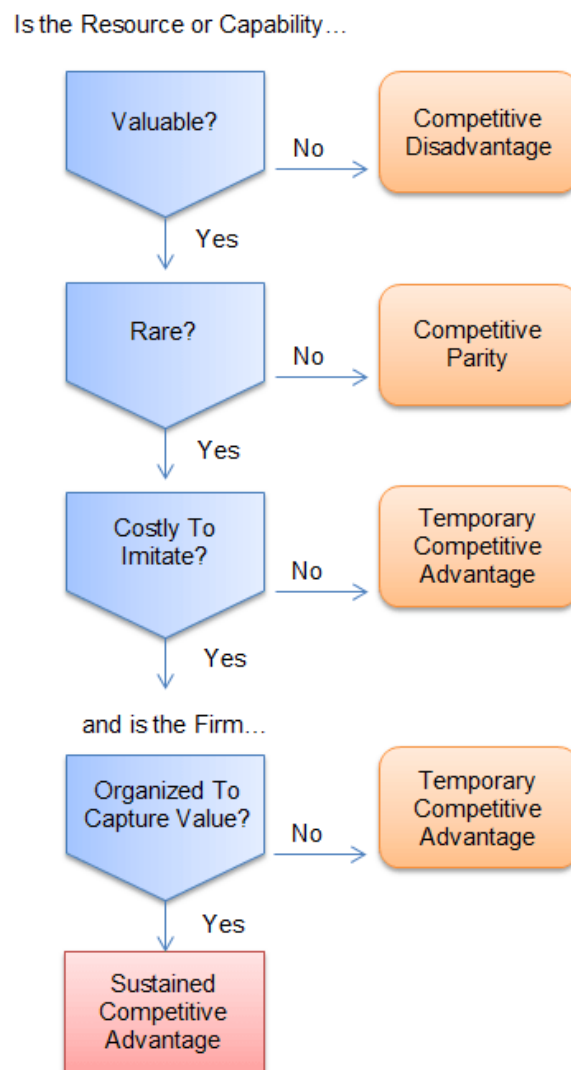 Is the Resource or Capability…
Valuable?
No
Competitive
Disadvantage
Yes
Rare?
No
Competitive
Parity
Yes
Costly To
Imitate?
No
Temporary
Competitive
Advantage
Yes
and is the Firm…
Organized To
Capture Value?
No
Temporary
Competitive
Advantage
Yes
Sustained
Competitive
Advantage